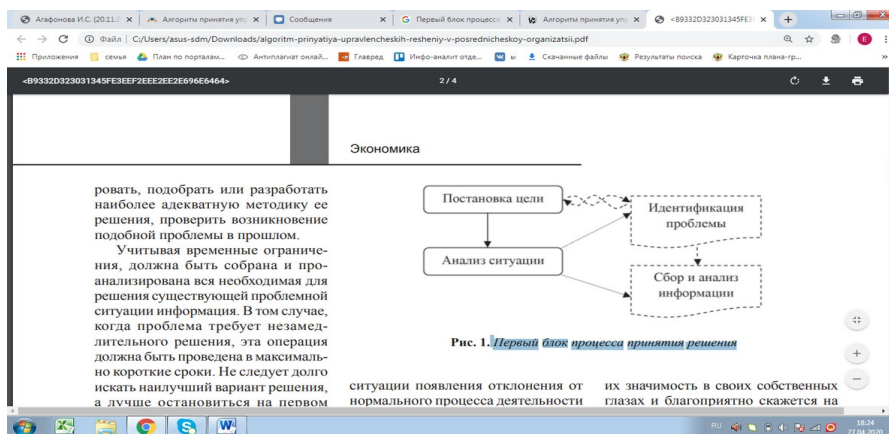 Агафонова И.С. (20.11.2
Алгоритм принятия упр
Сообщения
Первый блок процесс
Алгоритм принятия упр
<B9332D323031345FE3
Файл | C:/Users/asus-sdm/Downloads/algoritm-prinyatiya-upravlencheskih-resheniy-v-posrednicheskoy-organizatsii.pdf
E
Приложения
семья
План по порталам...
Антиплагиат онлай...
Главред
Инфо-аналит отде...
ы
Скачанные файлы
Результаты поиска
Карточка плана-гр...
<B9332D323031345FE3EEF2EEE2EE2E696E6464>
2 / 4
Экономика
ровать, подобрать или разработать
наиболее адекватную методику ее
решения, проверить возникновение
подобной проблемы в прошлом.
Учитывая временные ограниче-
ния, должна быть собрана и про-
анализирована вся необходимая для
решения существующей проблемной
ситуации информация. В том случае,
когда проблема требует незамед-
лительного решения, эта операция
должна быть проведена в максималь-
но короткие сроки. Не следует долго
искать наилучший вариант решения,
а лучше остановиться на первом
Постановка цели
Идентификация
проблемы
Анализ ситуации
Сбор и анализ
информации
Рис. 1. Первый блок процесса принятия решения
ситуации появления отклонения от
нормального процесса деятельности
их значимость в своих собственных
глазах и благоприятно скажется на
RU
18:24
27.04.2020